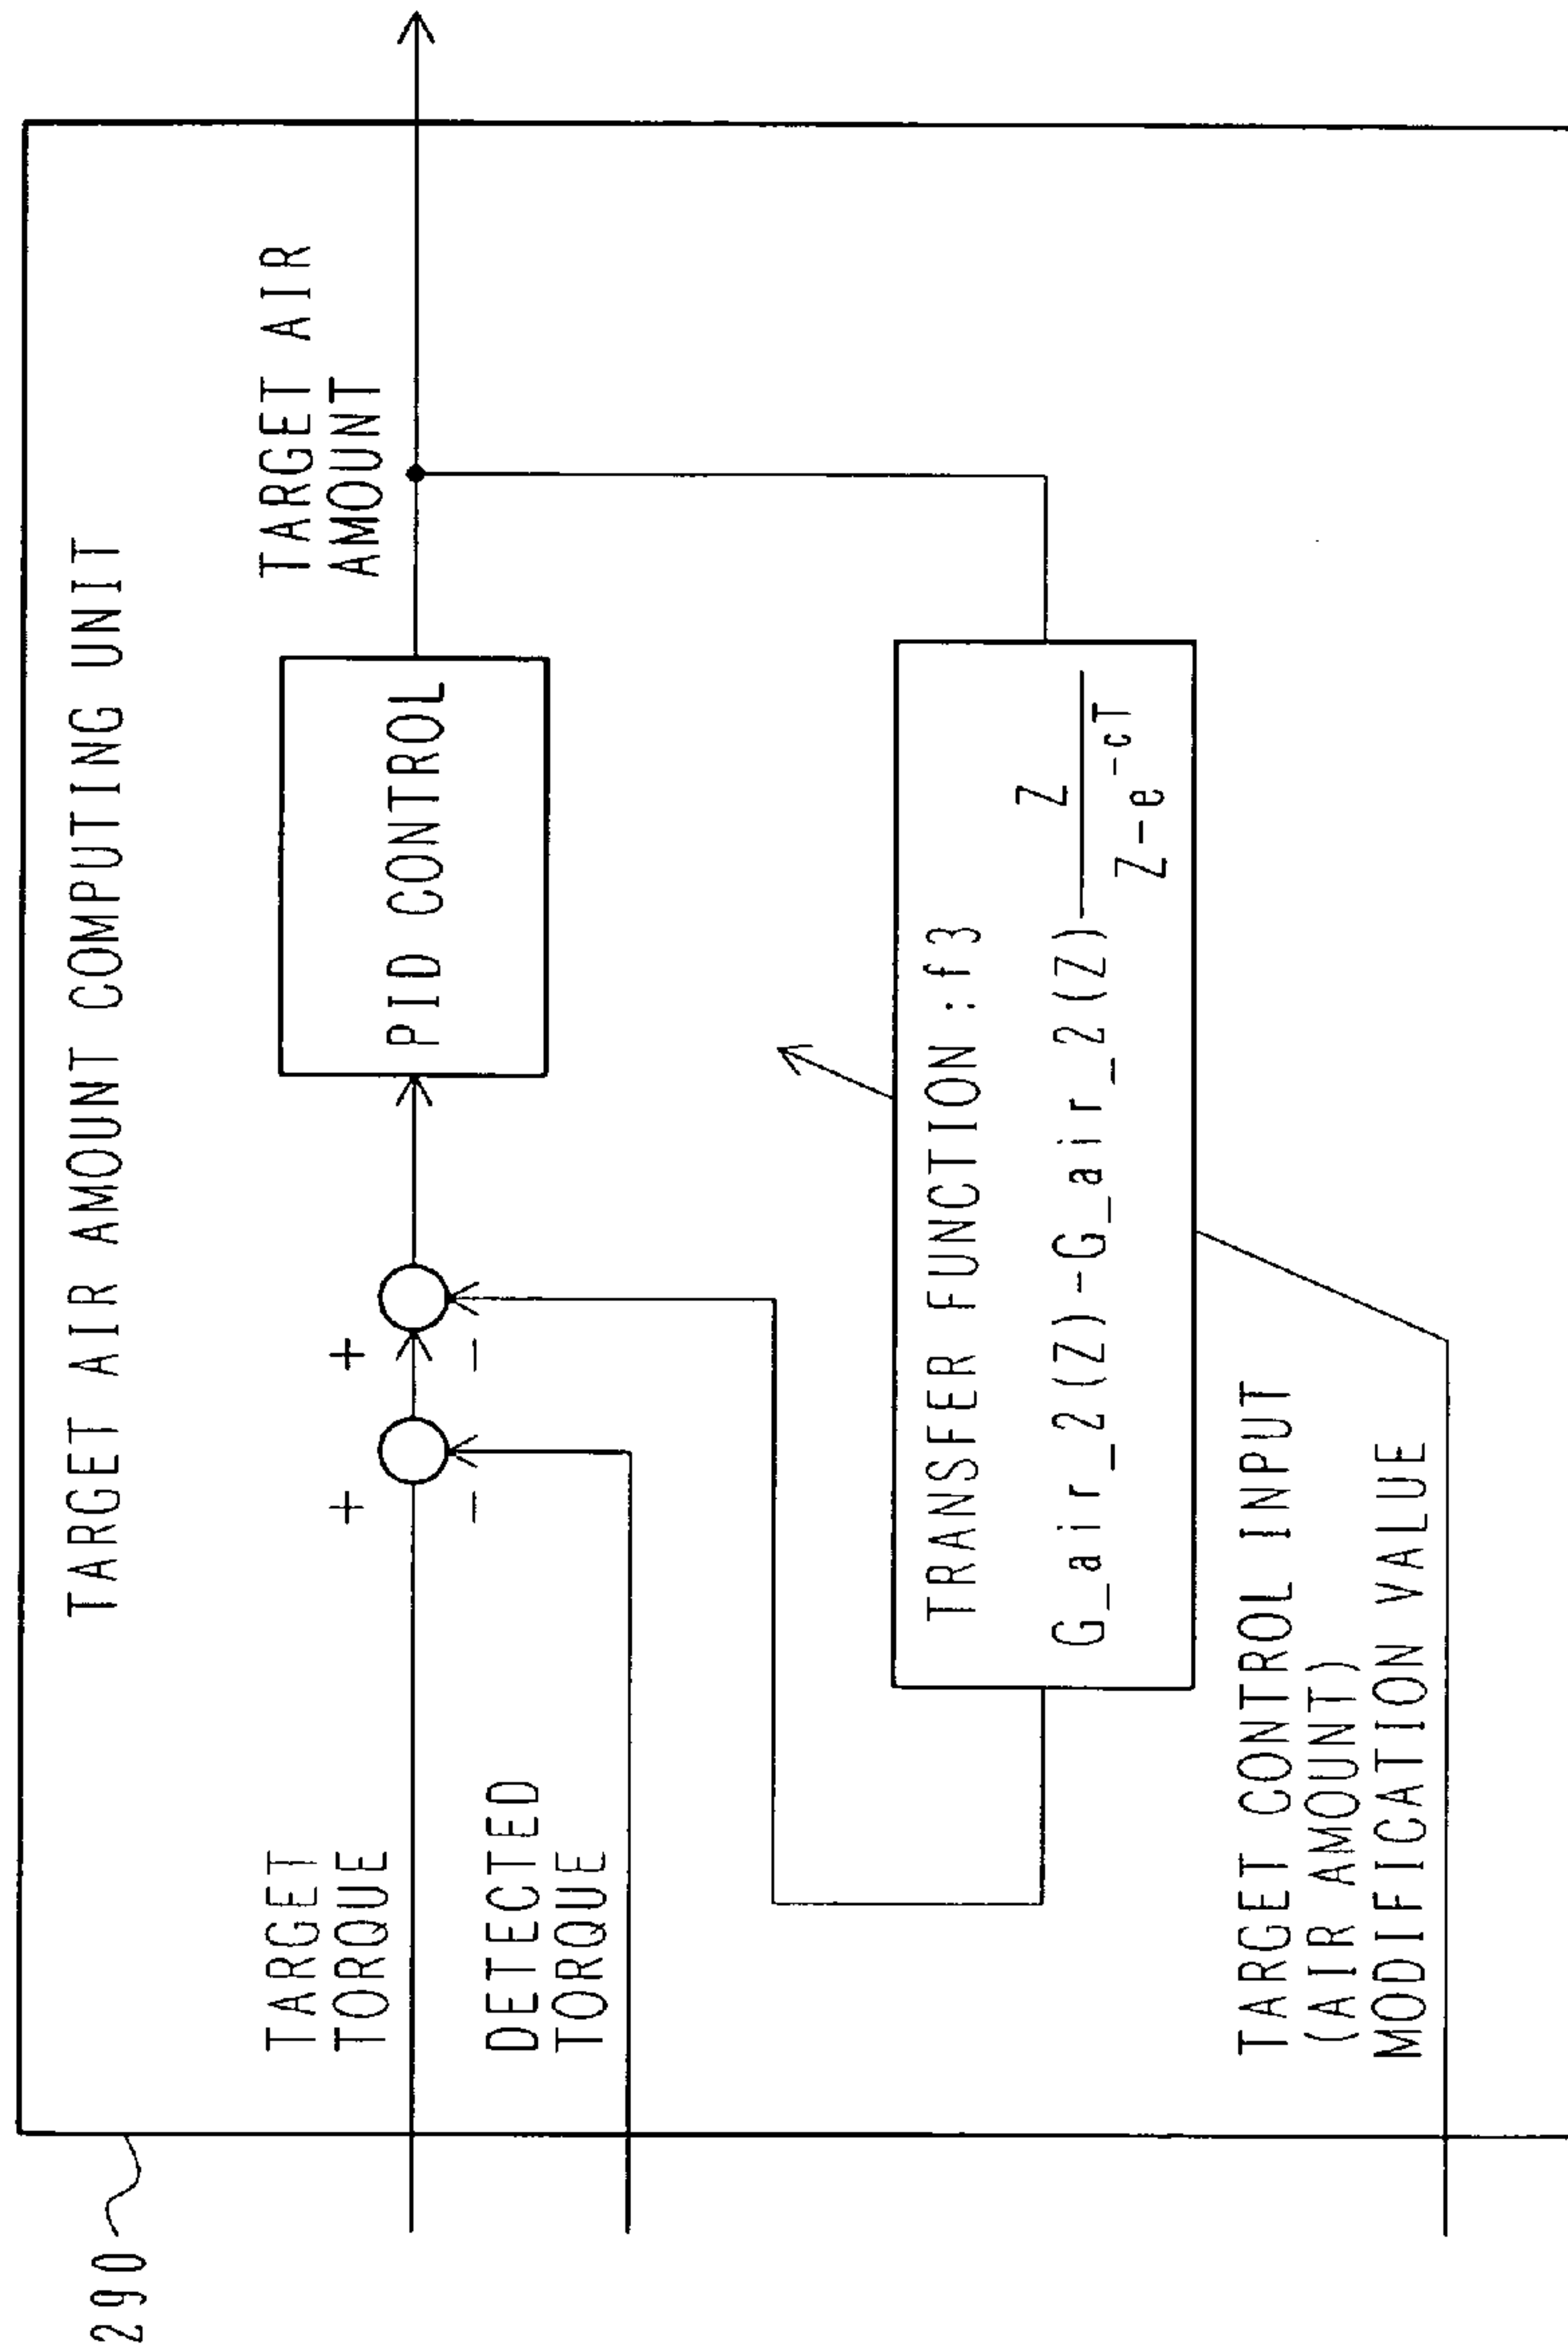 290
TARGET AIR AMOUNT COMPUTING UNIT
TARGET
TORQUE
+
−
+
−
PID CONTROL
TARGET AIR
AMOUNT
DETECTED
TORQUE
TRANSFER FUNCTION:f3
G_air_2(Z)−G_air_2(Z) Z
Z−e^-cT
TARGET CONTROL INPUT
(AIR AMOUNT)
MODIFICATION VALUE